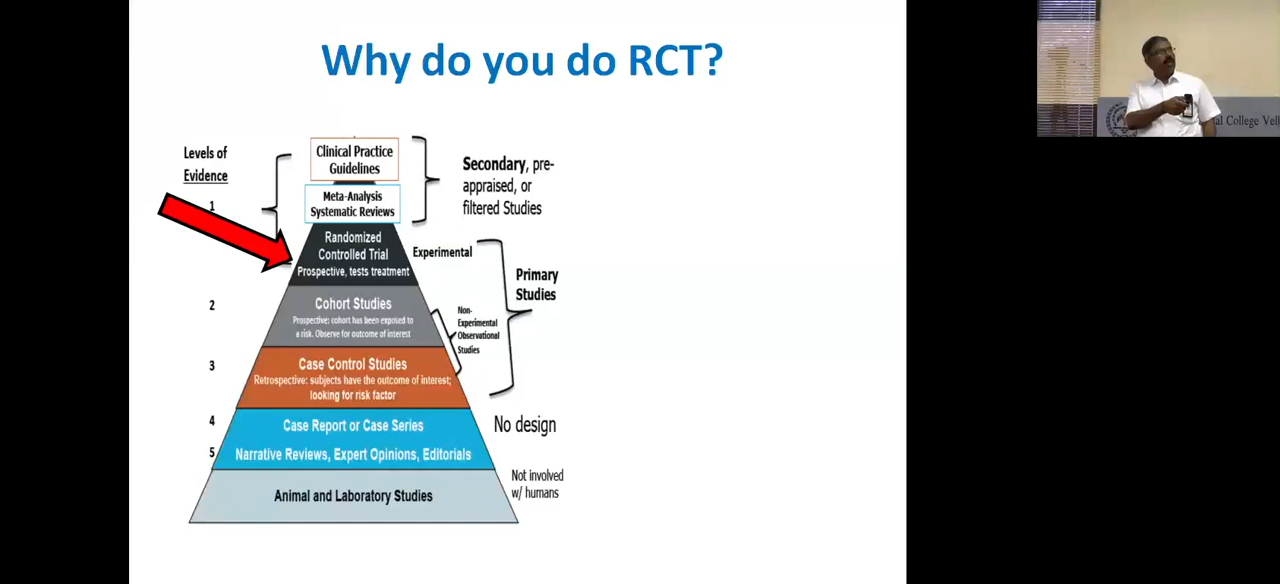 Why do you do RCT?
Levels of
Evidence
1
2
3
4
5
Clinical Practice
Guidelines
Meta-Analysis
Systematic Reviews
Randomized
Controlled Trial
Prospective, tests treatment
Cohort Studies
Prospective: cohort has been exposed to
a risk. Observe for outcome of interest
Case Control Studies
Retrospective: subjects have the outcome of interest;
looking for risk factor
Case Report or Case Series
Narrative Reviews, Expert Opinions, Editorials
Animal and Laboratory Studies
Secondary, pre-
appraised, or
filtered Studies
Experimental
Primary
Studies
Non-
Experimental
Observational
Studies
No design
Not involved
w/ humans
College